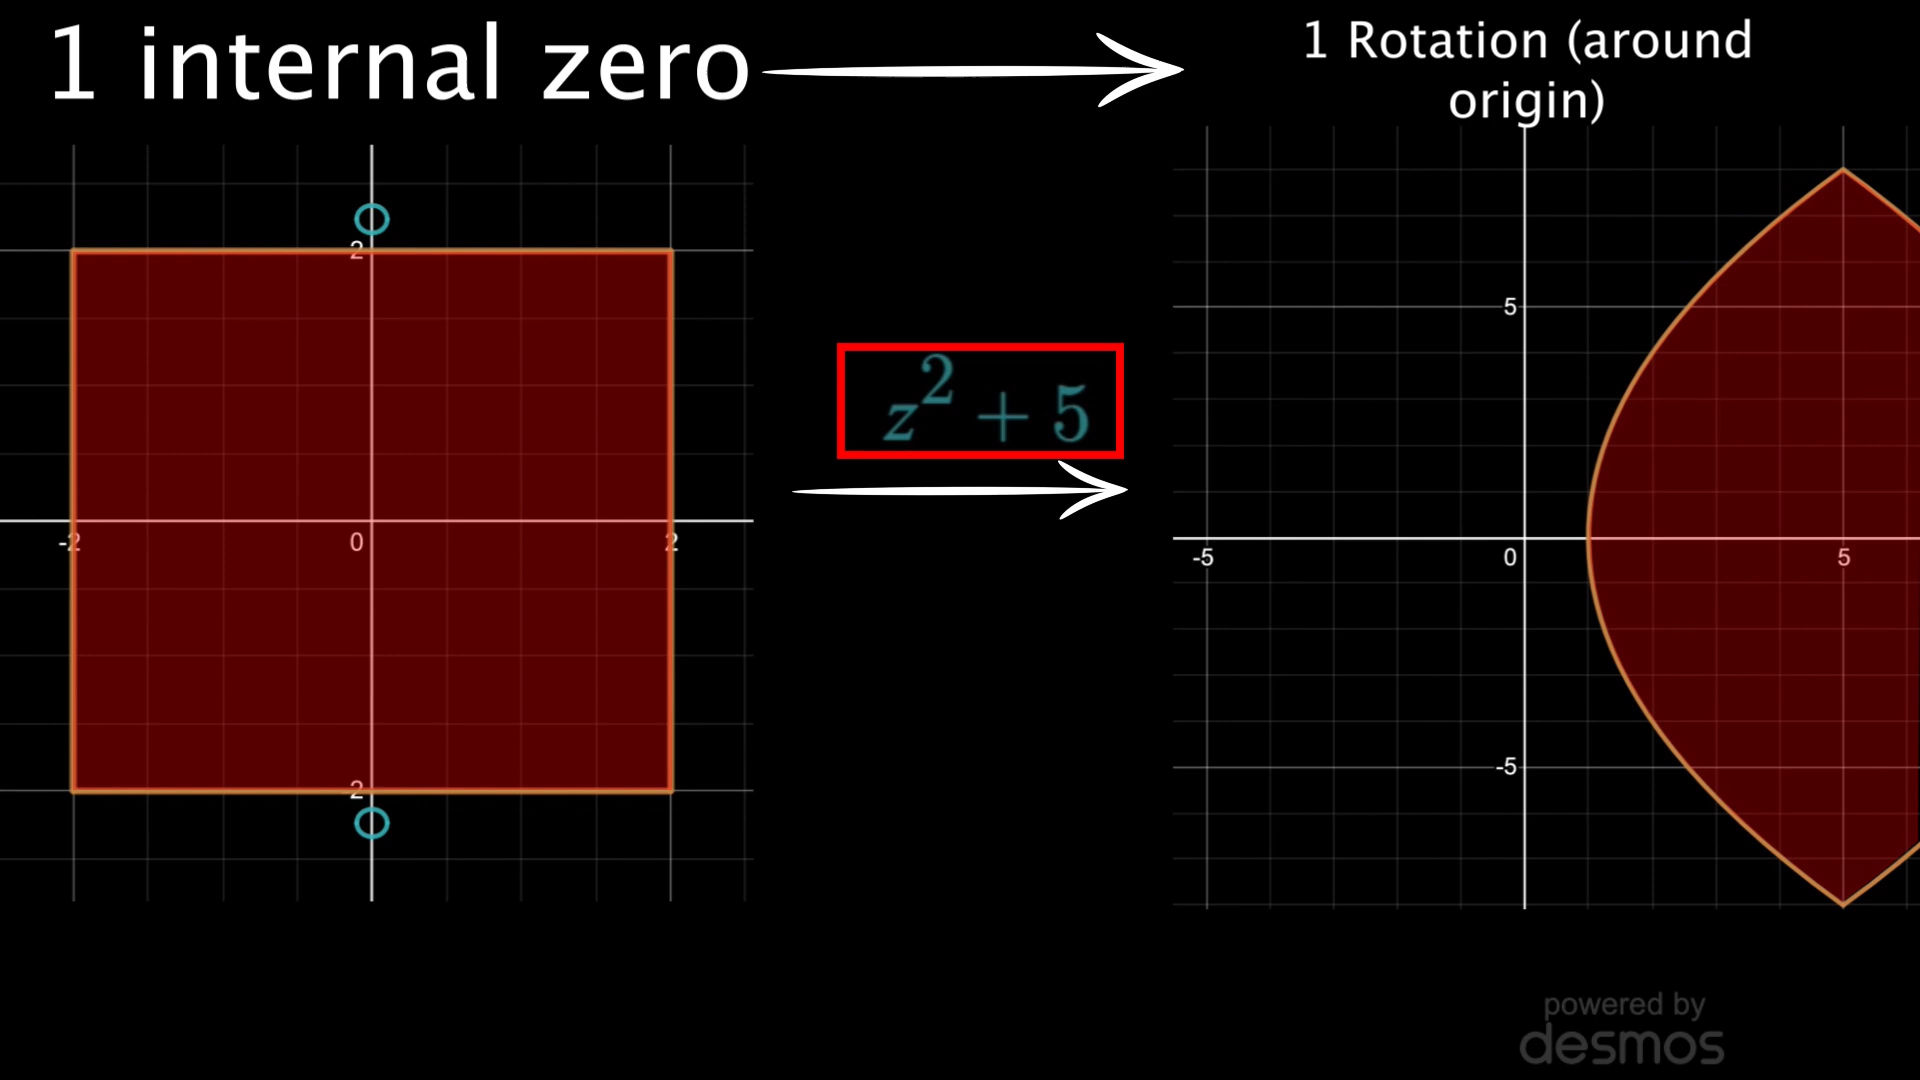 1 internal zero
1 Rotation (around
origin)
2
-2
0
2
-2
z² + 5
5
-5
0
5
-5
powered by
desmos